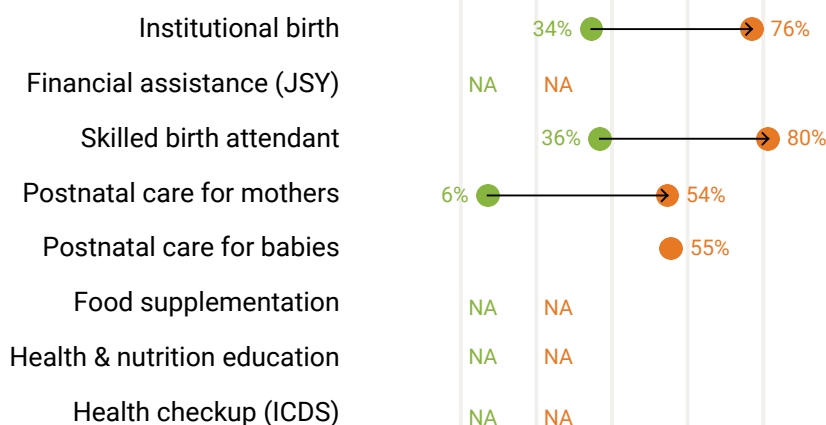 Institutional birth 34% 76%
Financial assistance (JSY) NA NA
Skilled birth attendant 36% 80%
Postnatal care for mothers 6% 54%
Postnatal care for babies 55%
Food supplementation NA NA
Health & nutrition education NA NA
Health checkup (ICDS) NA NA